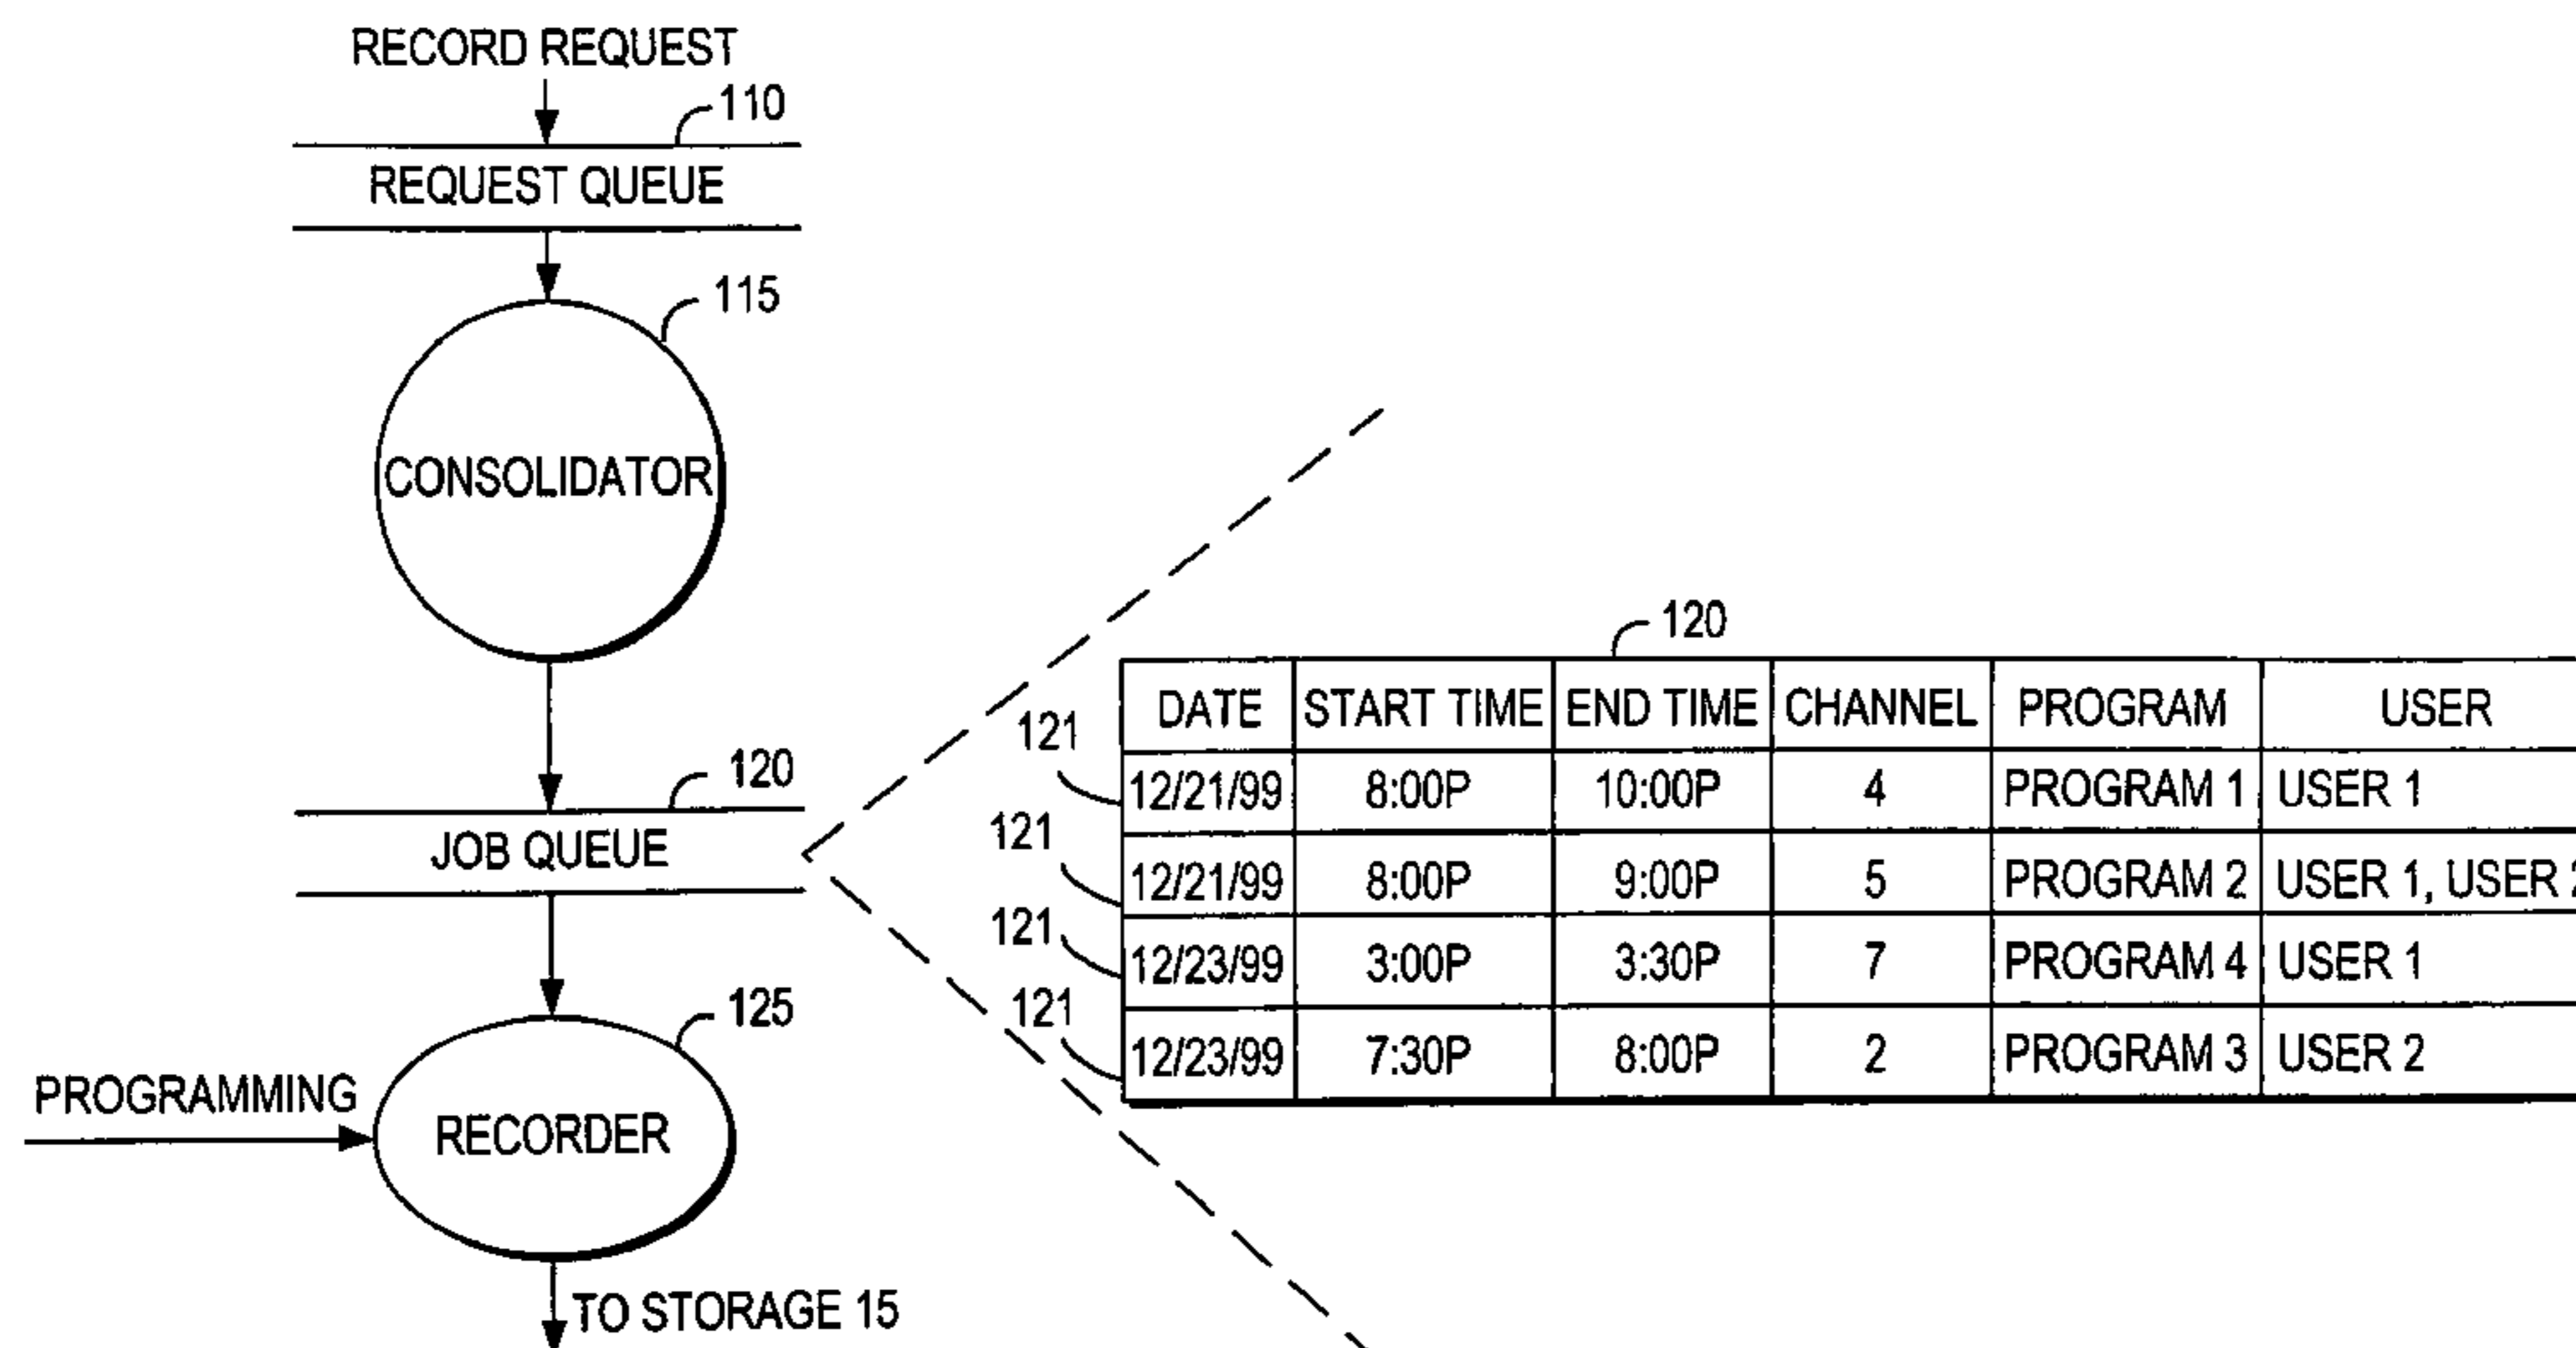 RECORD REQUEST
110
REQUEST QUEUE
115
CONSOLIDATOR
120
JOB QUEUE
125
PROGRAMMING
RECORDER
TO STORAGE 15
120
DATE START TIME END TIME CHANNEL PROGRAM USER
121
12/21/99 8:00P 10:00P 4 PROGRAM 1 USER 1
121
12/21/99 8:00P 9:00P 5 PROGRAM 2 USER 1, USER 2
121
12/23/99 3:00P 3:30P 7 PROGRAM 4 USER 1
121
12/23/99 7:30P 8:00P 2 PROGRAM 3 USER 2